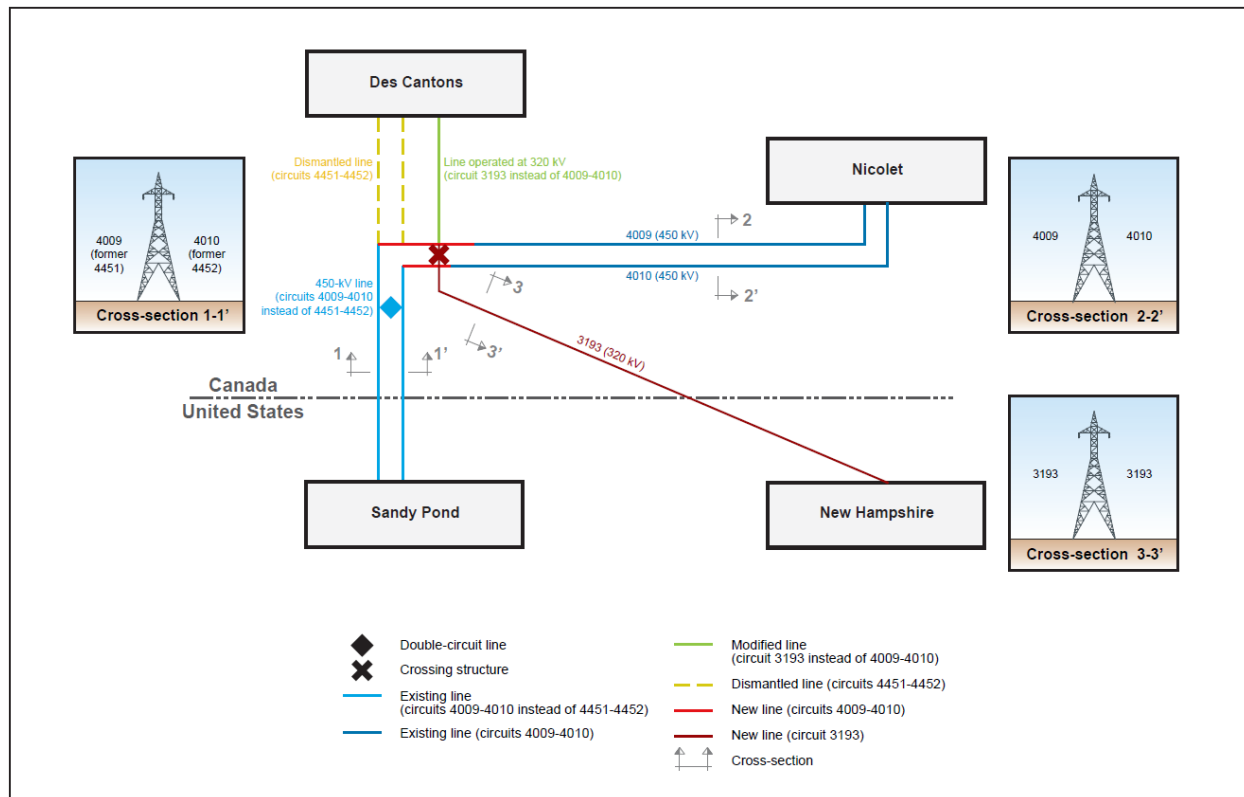 Des Cantons
Dismantled line
(circuits 4451-4452)
Line operated at 320 kV
(circuit 3193 instead of 4009-4010)
Nicolet
4009
(former
4451)
4010
(former
4452)
Cross-section 1-1’
4009 (450 kV)
2
4010 (450 kV)
2’
4009
4010
Cross-section 2-2’
450-kV line
(circuits 4009-4010
instead of 4451-4452)
3
3’
1
1’
3193 (320 kV)
Canada
United States
Sandy Pond
New Hampshire
3193
3193
Cross-section 3-3’
Double-circuit line
Crossing structure
Existing line
(circuits 4009-4010 instead of 4451-4452)
Existing line (circuits 4009-4010)
Modified line
(circuit 3193 instead of 4009-4010)
Dismantled line (circuits 4451-4452)
New line (circuits 4009-4010)
New line (circuit 3193)
Cross-section